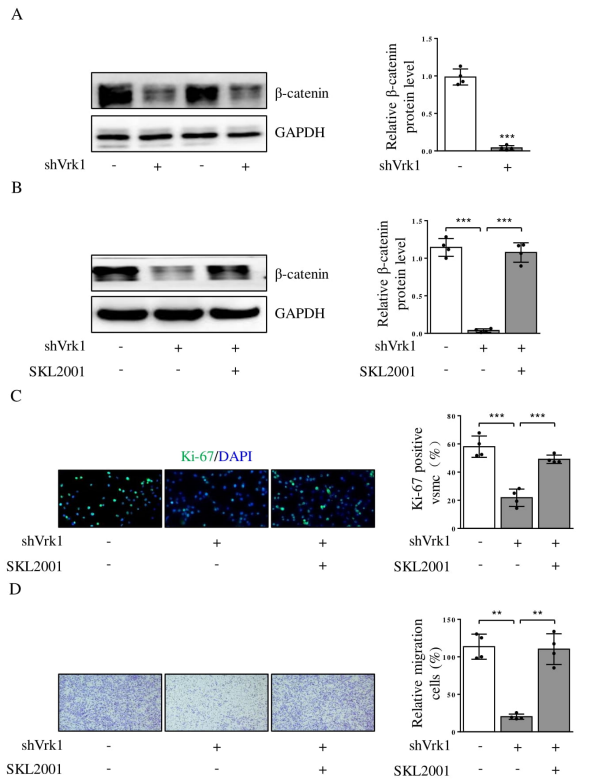 A
β-catenin
GAPDH
shVrk1 - + - +
Relative β-catenin
protein level
1.5
1.0
0.5
0.0
***
shVrk1 - +
B
β-catenin
GAPDH
shVrk1 - + +
SKL2001 - - +
Relative β-catenin
protein level
1.5
1.0
0.5
0.0
*** ***
shVrk1 - + +
SKL2001 - - +
C
Ki-67/DAPI
shVrk1 - + +
SKL2001 - - +
Ki-67 positive
vsmc (%)
80
60
40
20
0
*** ***
shVrk1 - + +
SKL2001 - - +
D
shVrk1 - + +
SKL2001 - - +
Relative migration
cells (%)
150
100
50
0
** **
shVrk1 - + +
SKL2001 - - +